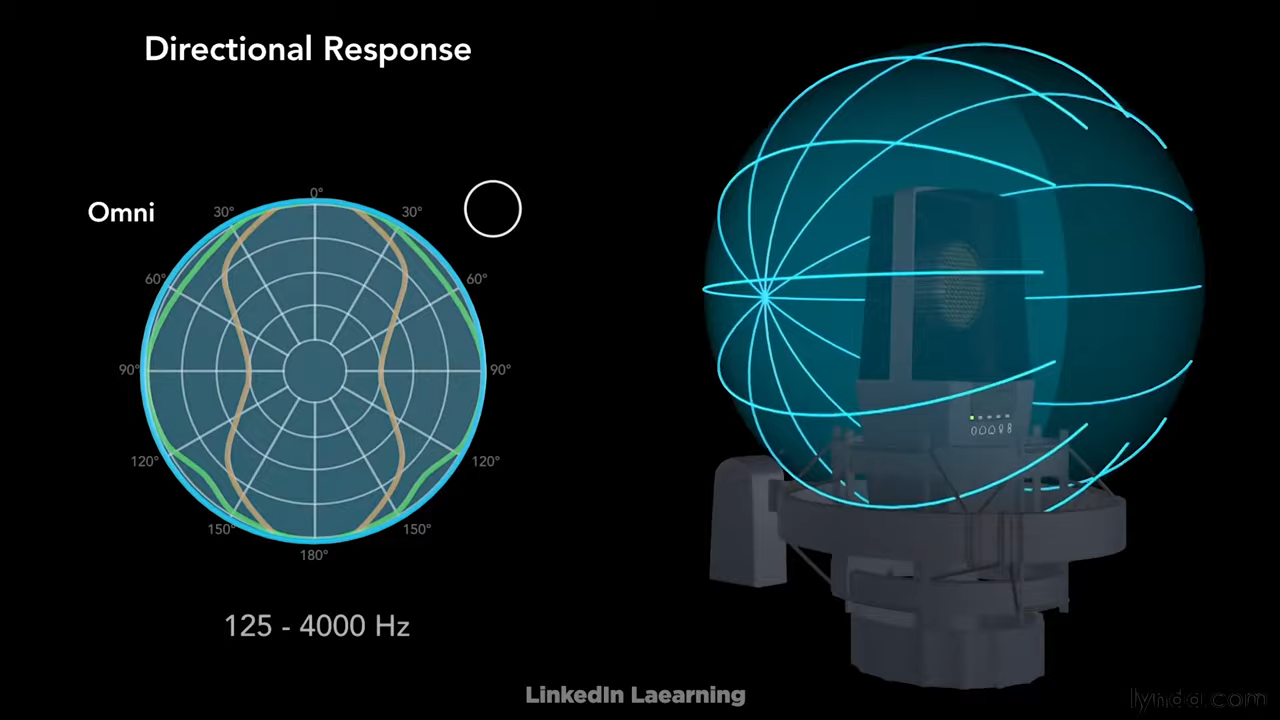 Directional Response
Omni
0°
30°
30°
60°
60°
90°
90°
120°
120°
150°
150°
180°
125 - 4000 Hz
LinkedIn Laearning
lynda.com